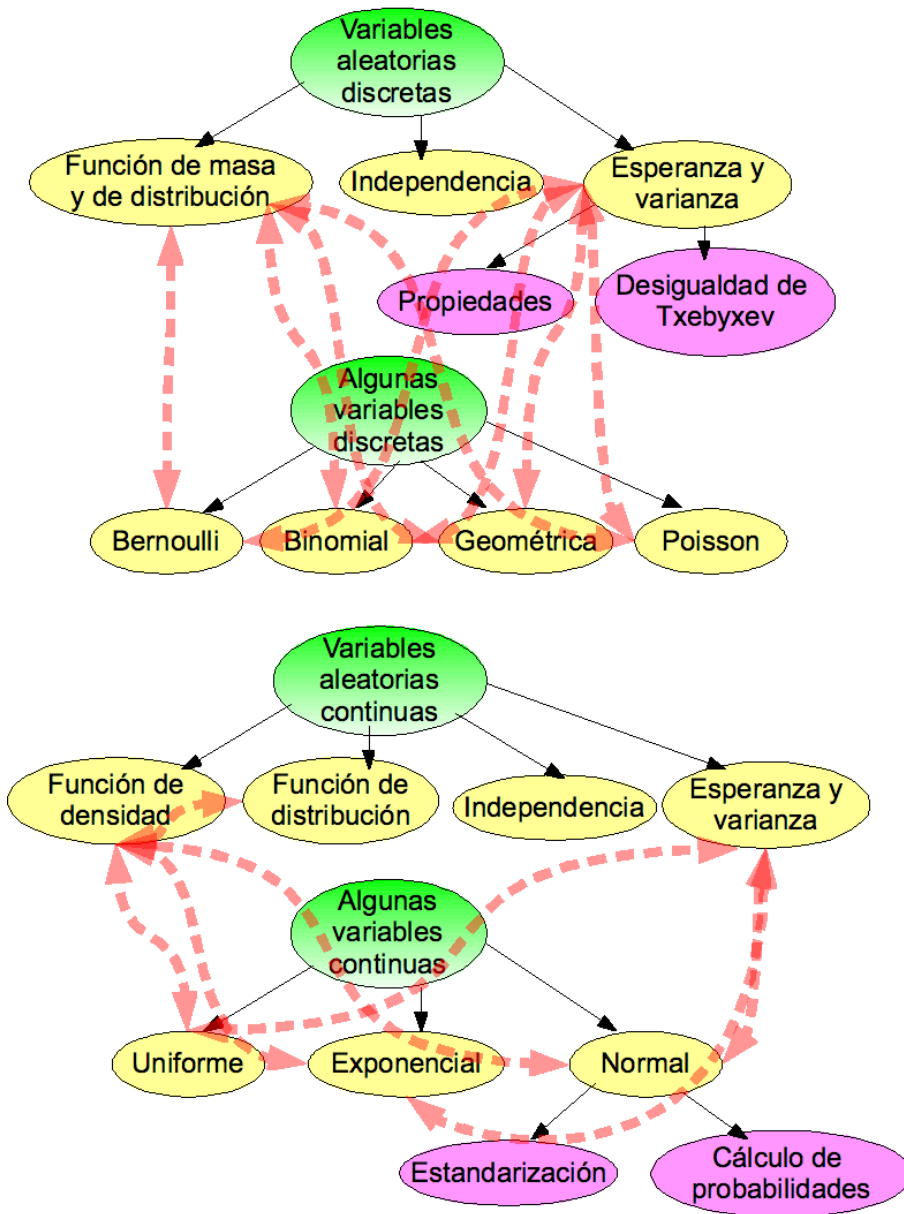 Variables
aleatorias
discretas
Función de masa
y de distribución
Independencia
Esperanza y
varianza
Propiedades
Desigualdad de
Txebyxev
Algunas
variables
discretas
Bernoulli
Binomial
Geométrica
Poisson
Variables
aleatorias
continuas
Función de
densidad
Función de
distribución
Independencia
Esperanza y
varianza
Algunas
variables
continuas
Uniforme
Exponencial
Normal
Estandarización
Cálculo de
probabilidades